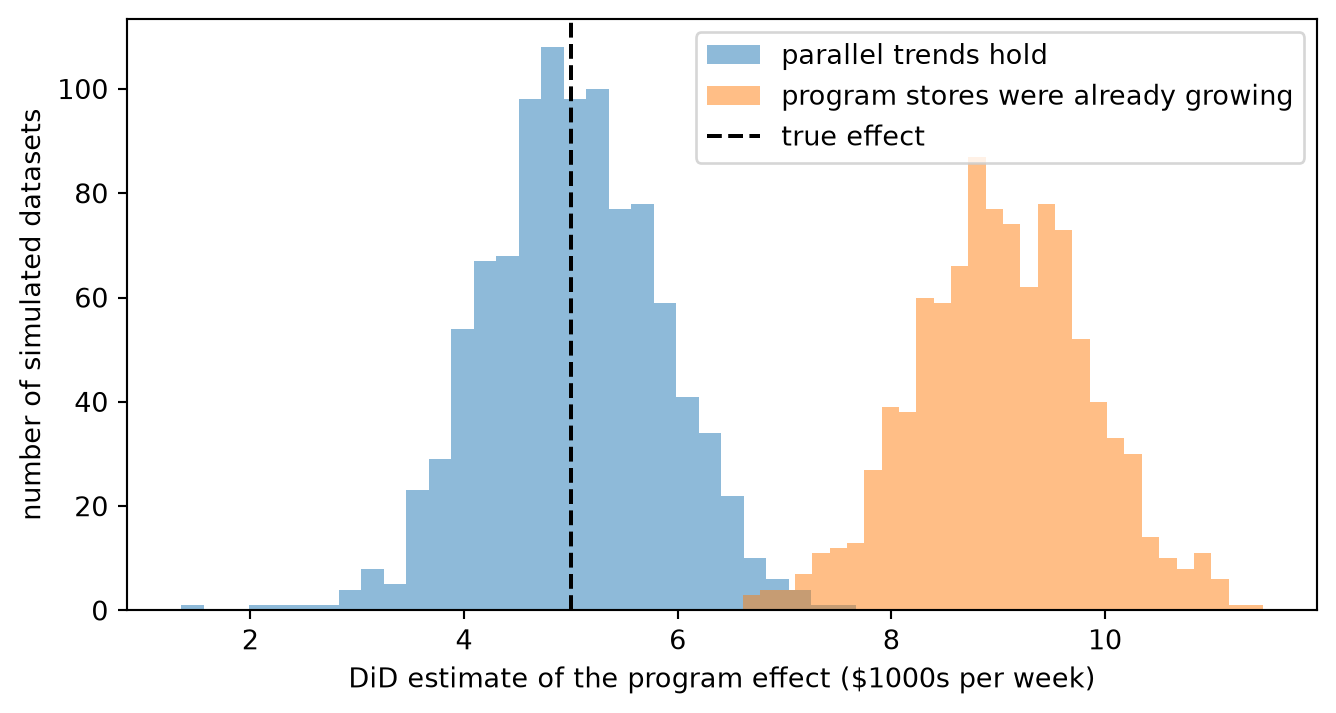 parallel trends hold
program stores were already growing
true effect
number of simulated datasets
100
80
60
40
20
0
2
4
6
8
10
DiD estimate of the program effect ($1000s per week)